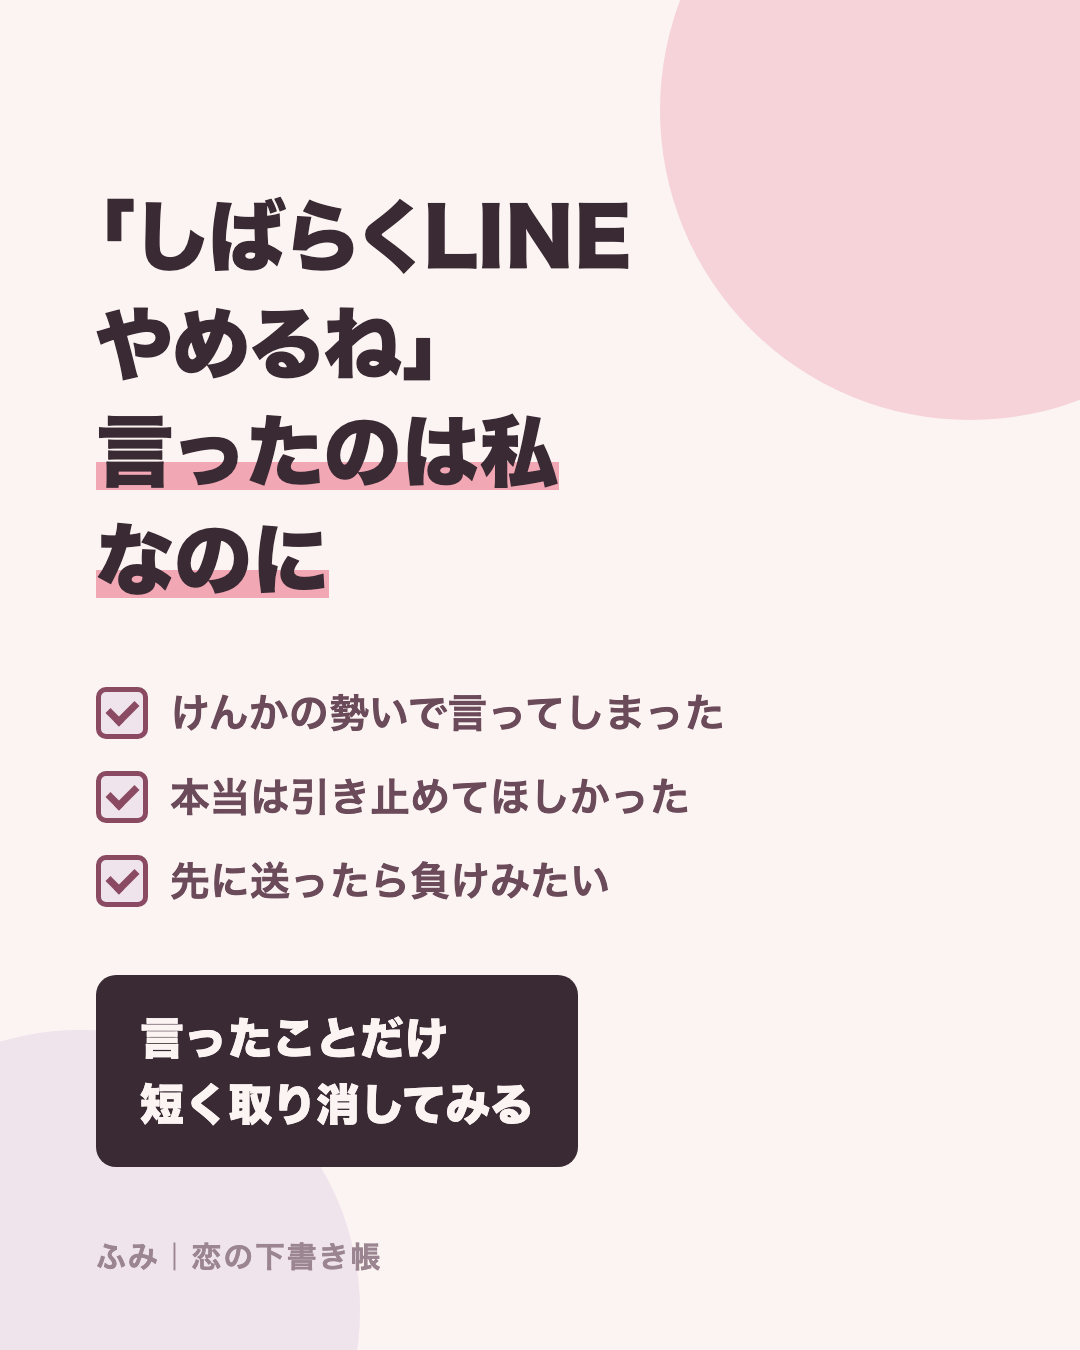 「しばらくLINE
やめるね」
言ったのは私
なのに
けんかの勢いで言ってしまった
本当は引き止めてほしかった
先に送ったら負けみたい
言ったことだけ
短く取り消してみる
ふみ｜恋の下書き帳